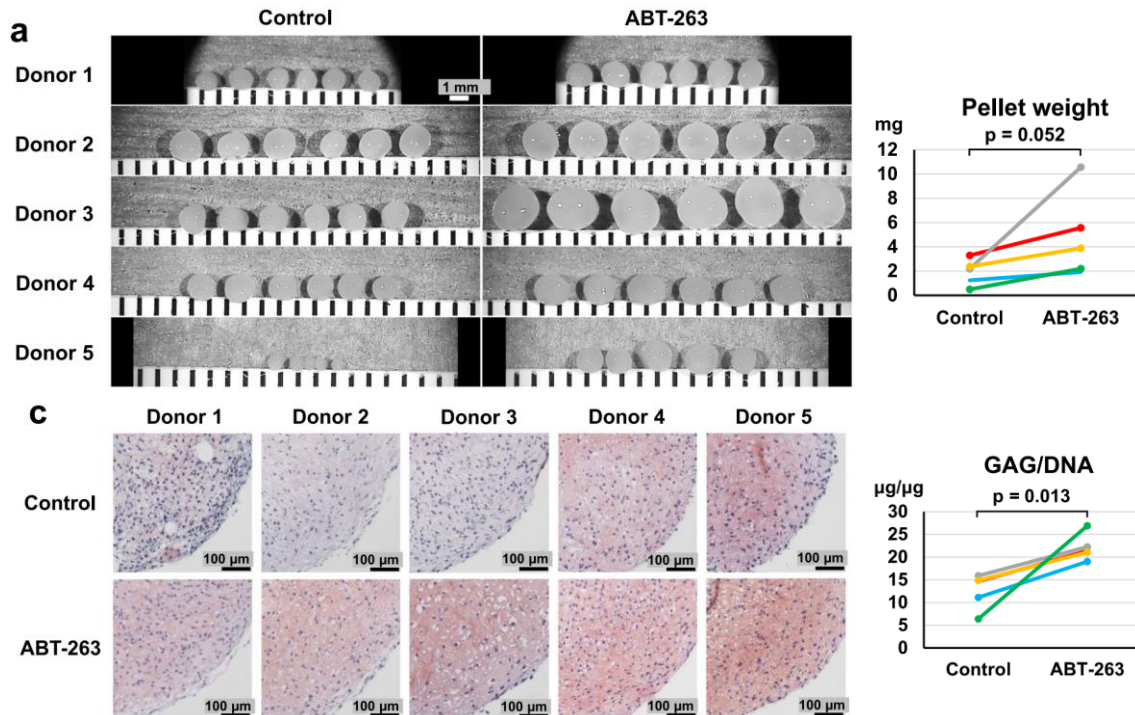 Control ABT-263
a
Donor 1
1 mm
Donor 2
Donor 3
Donor 4
Donor 5
Pellet weight
mg
p = 0.052
12
10
8
6
4
2
0
Control ABT-263
c
Donor 1 Donor 2 Donor 3 Donor 4 Donor 5
Control
100 µm 100 µm 100 µm 100 µm 100 µm
ABT-263
100 µm 100 µm 100 µm 100 µm 100 µm
GAG/DNA
µg/µg
p = 0.013
30
25
20
15
10
5
0
Control ABT-263